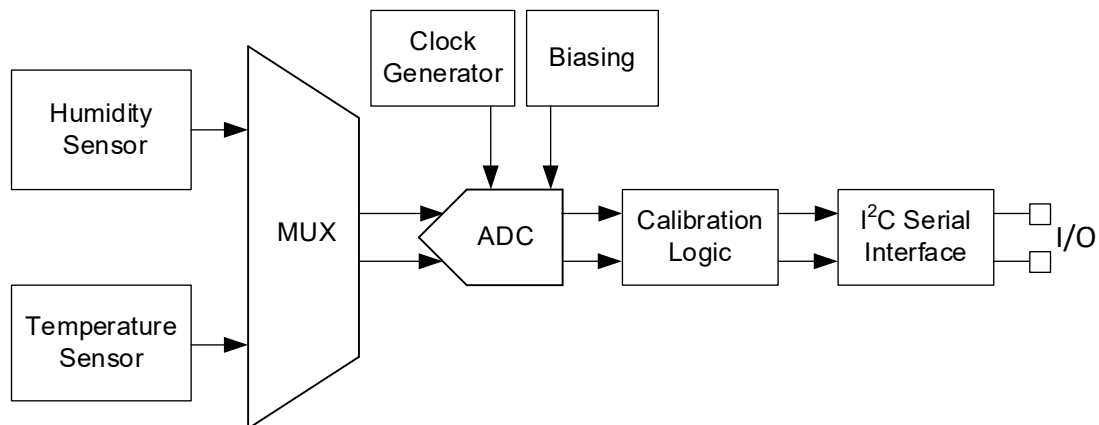 Clock
Generator
Biasing
Humidity
Sensor
MUX
ADC
Calibration
Logic
I²C Serial
Interface
I/O
Temperature
Sensor